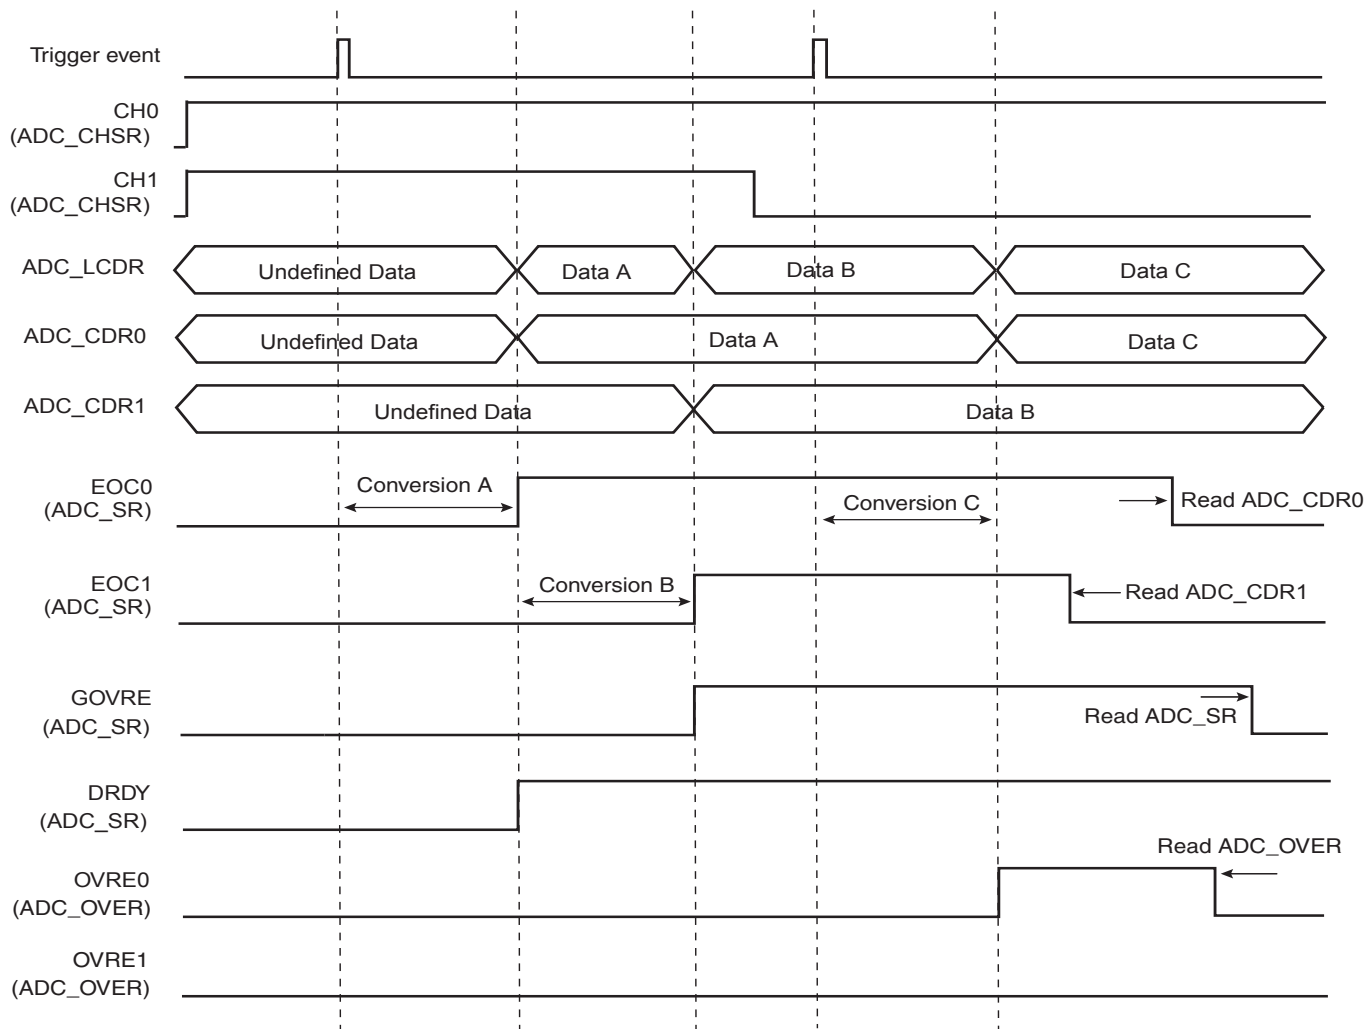 Trigger event
CH0
(ADC_CHSR)
CH1
(ADC_CHSR)
ADC_LCDR
Undefined Data
Data A
Data B
Data C
ADC_CDR0
Undefined Data
Data A
Data C
ADC_CDR1
Undefined Data
Data B
EOC0
(ADC_SR)
Conversion A
Conversion C
Read ADC_CDR0
EOC1
(ADC_SR)
Conversion B
Read ADC_CDR1
GOVRE
(ADC_SR)
Read ADC_SR
DRDY
(ADC_SR)
Read ADC_OVER
OVRE0
(ADC_OVER)
OVRE1
(ADC_OVER)